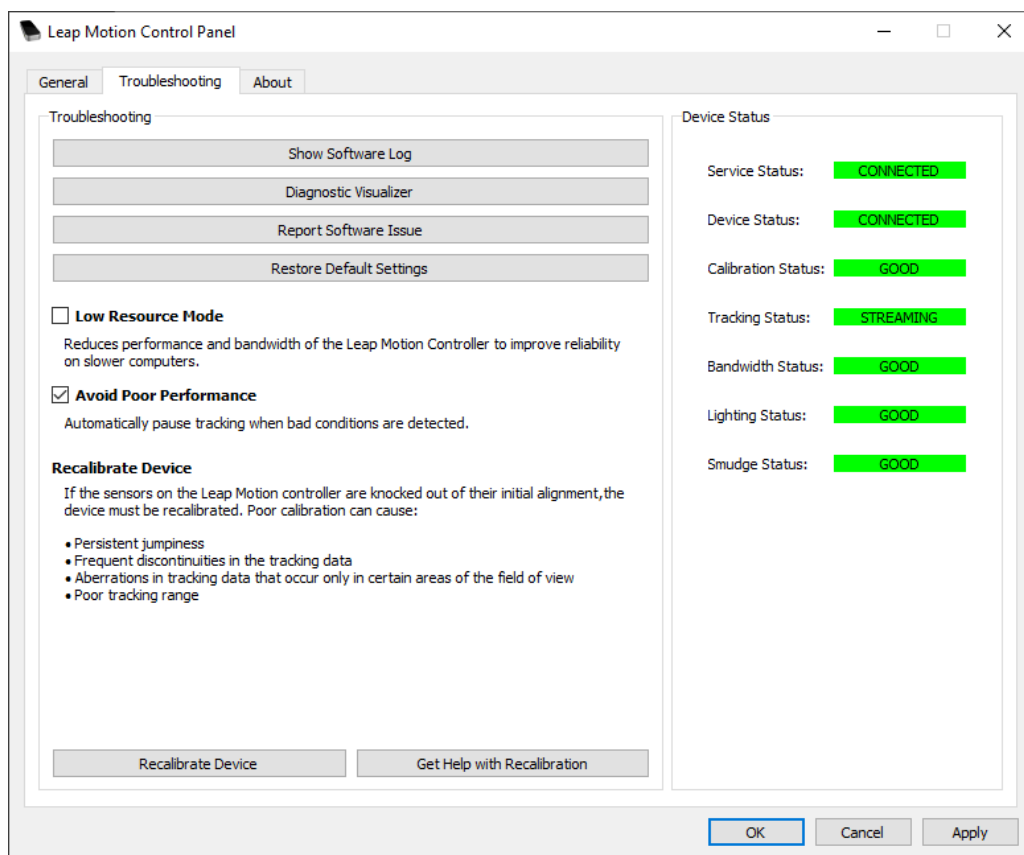 Leap Motion Control Panel
General
Troubleshooting
About
Troubleshooting
Show Software Log
Diagnostic Visualizer
Report Software Issue
Restore Default Settings
Low Resource Mode
Reduces performance and bandwidth of the Leap Motion Controller to improve reliability
on slower computers.
Avoid Poor Performance
Automatically pause tracking when bad conditions are detected.
Recalibrate Device
If the sensors on the Leap Motion controller are knocked out of their initial alignment,the
device must be recalibrated. Poor calibration can cause:
• Persistent jumpiness
• Frequent discontinuities in the tracking data
• Aberrations in tracking data that occur only in certain areas of the field of view
• Poor tracking range
Recalibrate Device
Get Help with Recalibration
Device Status
Service Status: CONNECTED
Device Status: CONNECTED
Calibration Status: GOOD
Tracking Status: STREAMING
Bandwidth Status: GOOD
Lighting Status: GOOD
Smudge Status: GOOD
OK
Cancel
Apply